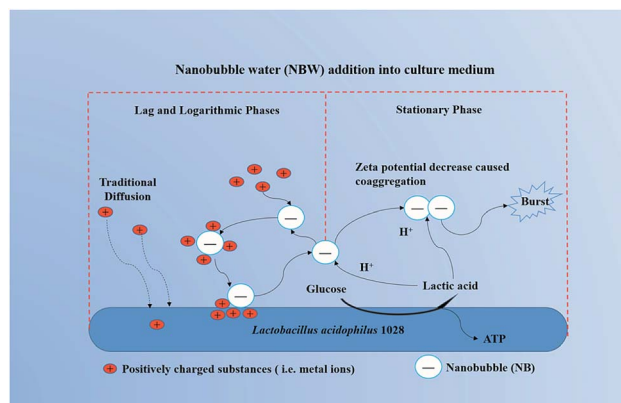 Nanobubble water (NBW) addition into culture medium
Lag and Logarithmic Phases
Stationary Phase
Traditional
Diffusion
Zeta potential decrease caused
coaggregation
Burst
H⁺
H⁺
Glucose
Lactic acid
Lactobacillus acidophilus 1028
ATP
Positively charged substances ( i.e. metal ions)
Nanobubble (NB)